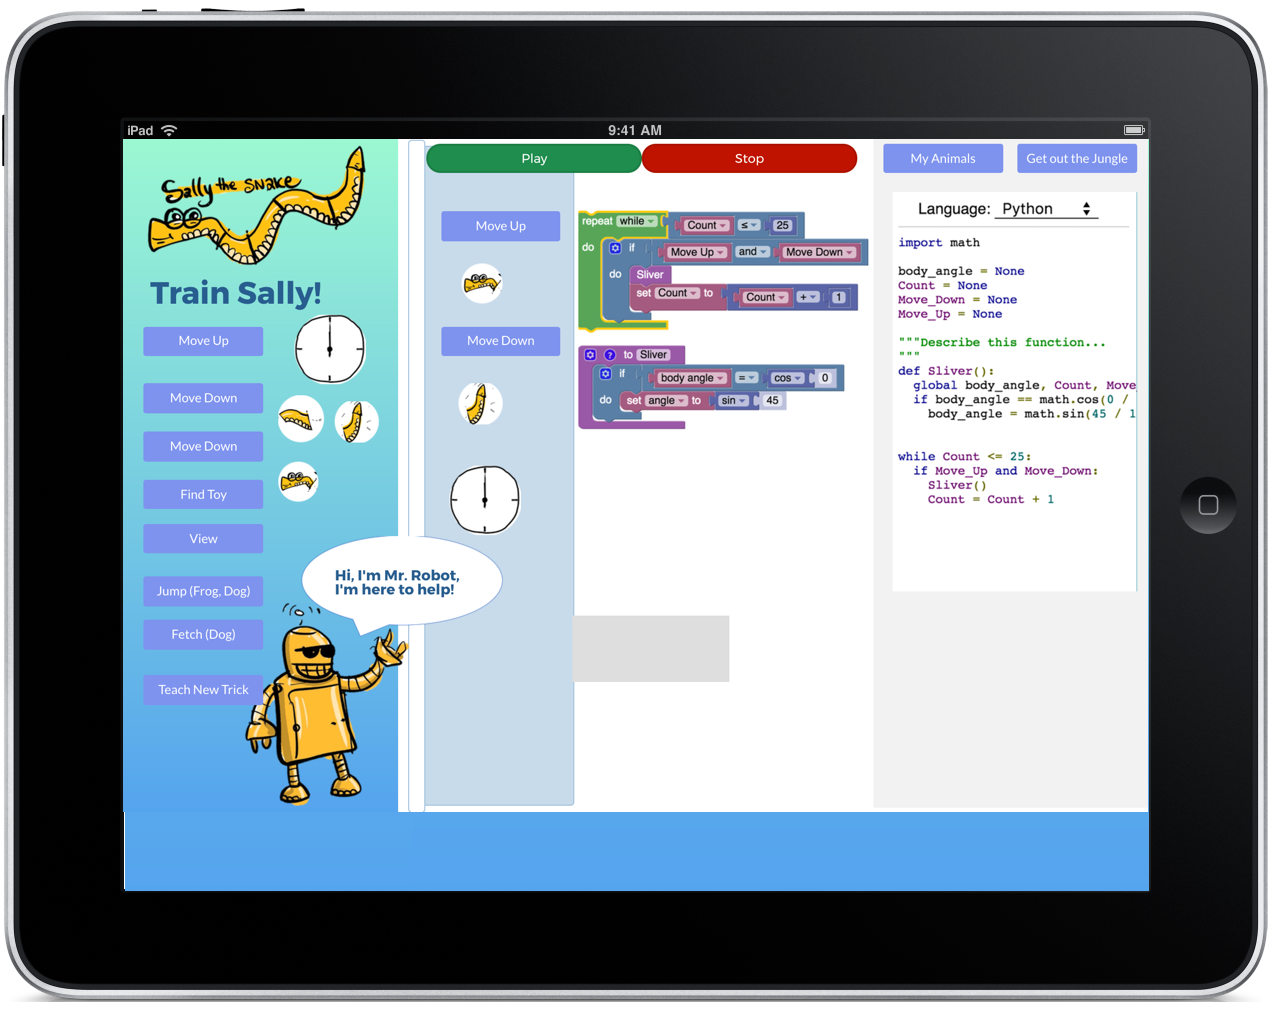 iPad
9:41 AM
Sally the Snake
Train Sally!
Move Up
Move Down
Move Down
Find Toy
View
Jump (Frog, Dog)
Fetch (Dog)
Teach New Trick
Hi, I'm Mr. Robot,
I'm here to help!
Play
Stop
Move Up
Move Down
repeat while Count ≤ 25
do if Move Up and Move Down
do Sliver
set Count to Count + 1
? to Sliver
if body angle = cos 0
do set angle to sin 45
My Animals
Get out the Jungle
Language: Python
import math
body_angle = None
Count = None
Move_Down = None
Move_Up = None
"""Describe this function...
"""
def Sliver():
global body_angle, Count, Move_
if body_angle == math.cos(0 /
body_angle = math.sin(45 / 1
while Count <= 25:
if Move_Up and Move_Down:
Sliver()
Count = Count + 1